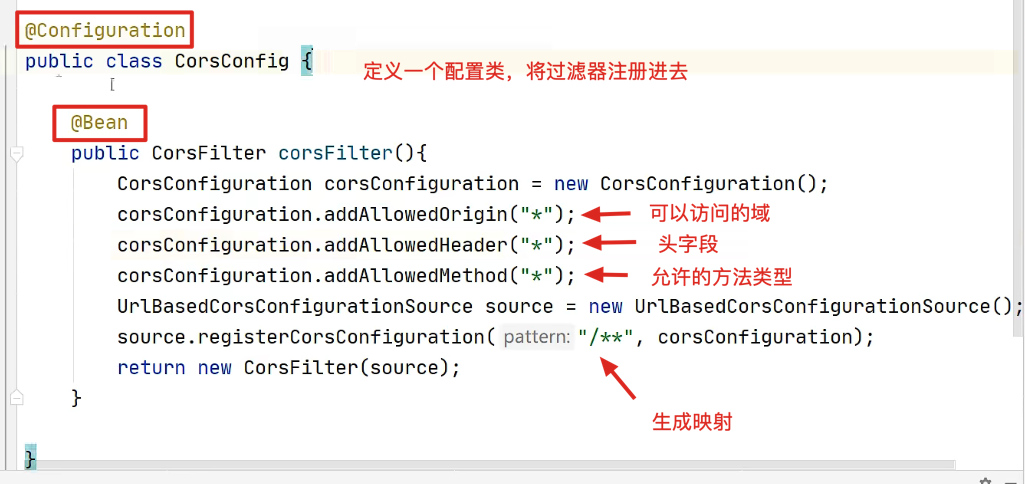 @Configuration
public class CorsConfig {
定义一个配置类，将过滤器注册进去
@Bean
public CorsFilter corsFilter(){
CorsConfiguration corsConfiguration = new CorsConfiguration();
corsConfiguration.addAllowedOrigin("*"); 可以访问的域
corsConfiguration.addAllowedHeader("*"); 头字段
corsConfiguration.addAllowedMethod("*"); 允许的方法类型
UrlBasedCorsConfigurationSource source = new UrlBasedCorsConfigurationSource();
source.registerCorsConfiguration( pattern: "/**", corsConfiguration);
return new CorsFilter(source);
}
生成映射
}